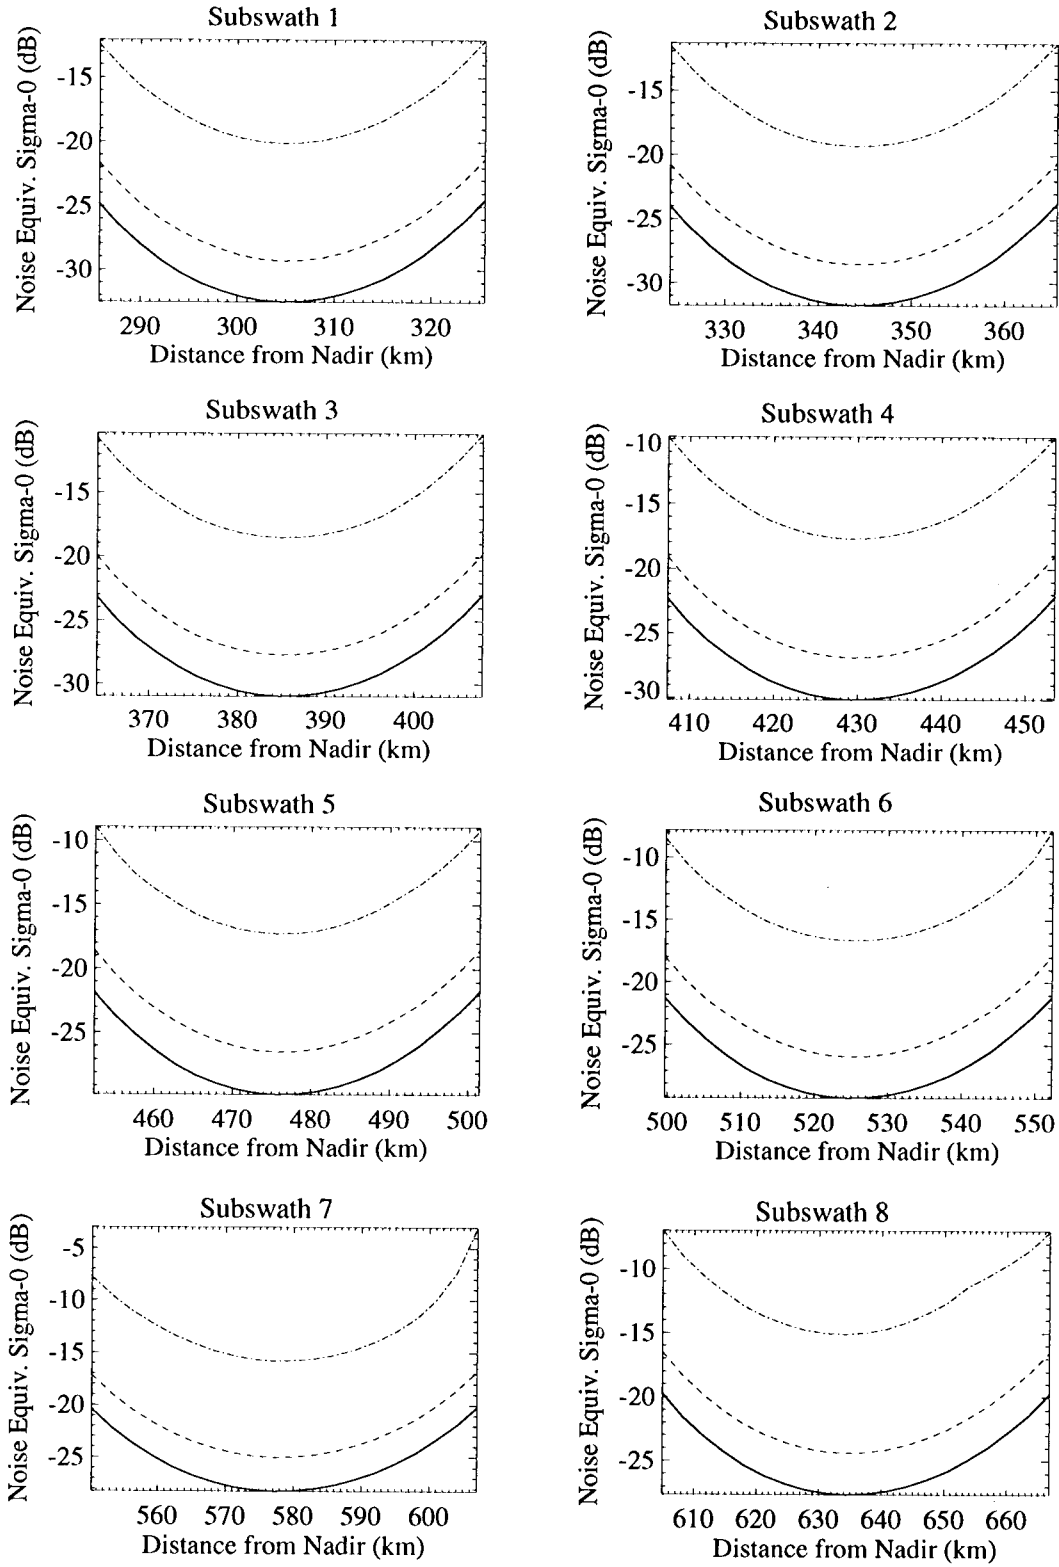 Subswath 1
Noise Equiv. Sigma-0 (dB)
-15
-20
-25
-30
290 300 310 320
Distance from Nadir (km)
Subswath 2
Noise Equiv. Sigma-0 (dB)
-15
-20
-25
-30
330 340 350 360
Distance from Nadir (km)
Subswath 3
Noise Equiv. Sigma-0 (dB)
-15
-20
-25
-30
370 380 390 400
Distance from Nadir (km)
Subswath 4
Noise Equiv. Sigma-0 (dB)
-10
-15
-20
-25
-30
410 420 430 440 450
Distance from Nadir (km)
Subswath 5
Noise Equiv. Sigma-0 (dB)
-10
-15
-20
-25
460 470 480 490 500
Distance from Nadir (km)
Subswath 6
Noise Equiv. Sigma-0 (dB)
-10
-15
-20
-25
500 510 520 530 540 550
Distance from Nadir (km)
Subswath 7
Noise Equiv. Sigma-0 (dB)
-5
-10
-15
-20
-25
560 570 580 590 600
Distance from Nadir (km)
Subswath 8
Noise Equiv. Sigma-0 (dB)
-10
-15
-20
-25
610 620 630 640 650 660
Distance from Nadir (km)